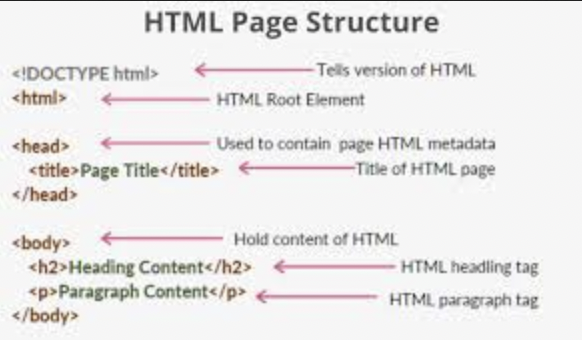 HTML Page Structure
<!DOCTYPE html> Tells version of HTML
<html> HTML Root Element
<head> Used to contain page HTML metadata
<title>Page Title</title> Title of HTML page
</head>
<body> Hold content of HTML
<h2>Heading Content</h2> HTML headling tag
<p>Paragraph Content</p> HTML paragraph tag
</body>